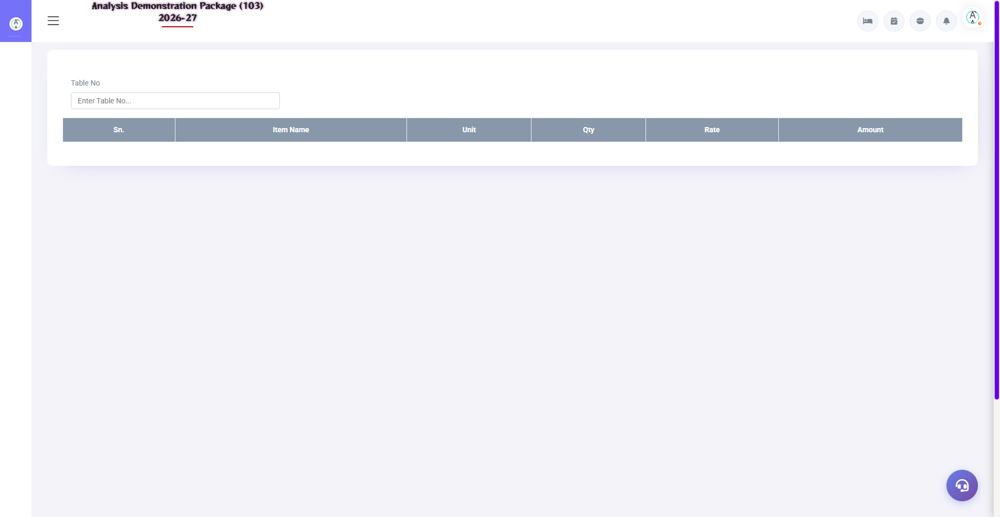 Analysis Demonstration Package (103)
2026-27
Table No
Enter Table No...
Sn. Item Name Unit Qty Rate Amount